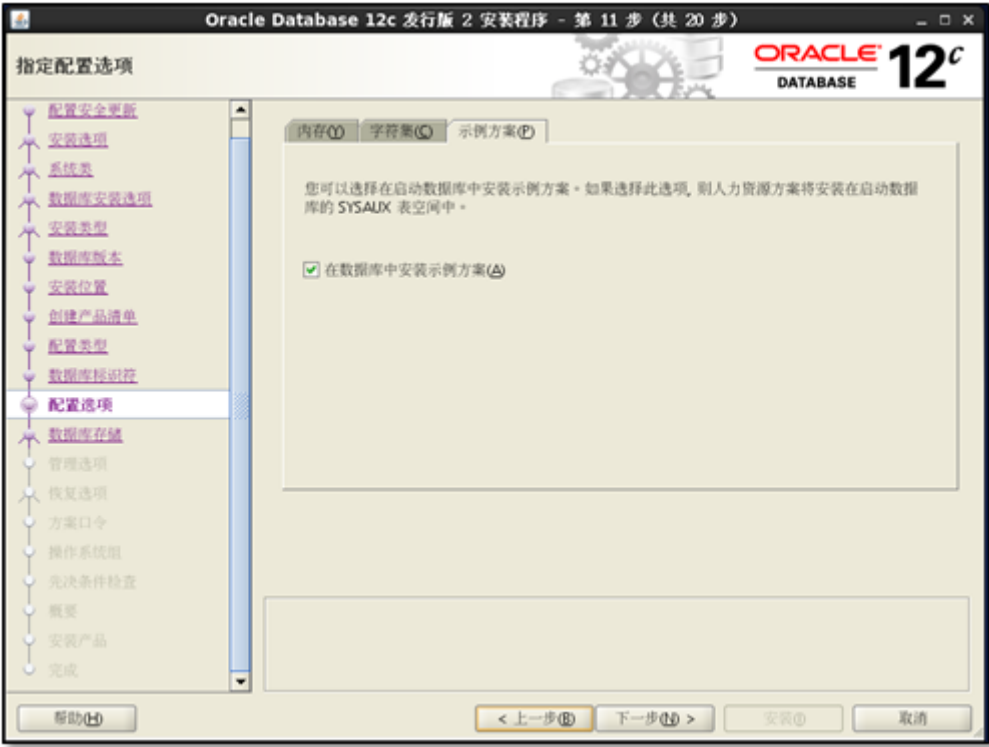 Oracle Database 12c 发行版 2 安装程序 - 第 11 步 (共 20 步)
指定配置选项
ORACLE
DATABASE
12c
配置安全更新
安装选项
系统类
数据库安装选项
安装类型
数据库版本
安装位置
创建产品清单
配置类型
数据库标识符
配置选项
数据库存储
管理选项
恢复选项
方案口令
操作系统组
先决条件检查
概要
安装产品
完成
内存(Y) 字符集(C) 示例方案(P)
您可以选择在启动数据库中安装示例方案。如果选择此选项, 则人力资源方案将安装在启动数据
库的 SYSAUX 表空间中。
在数据库中安装示例方案(A)
帮助(H) < 上一步(B) 下一步(N) > 安装(I) 取消